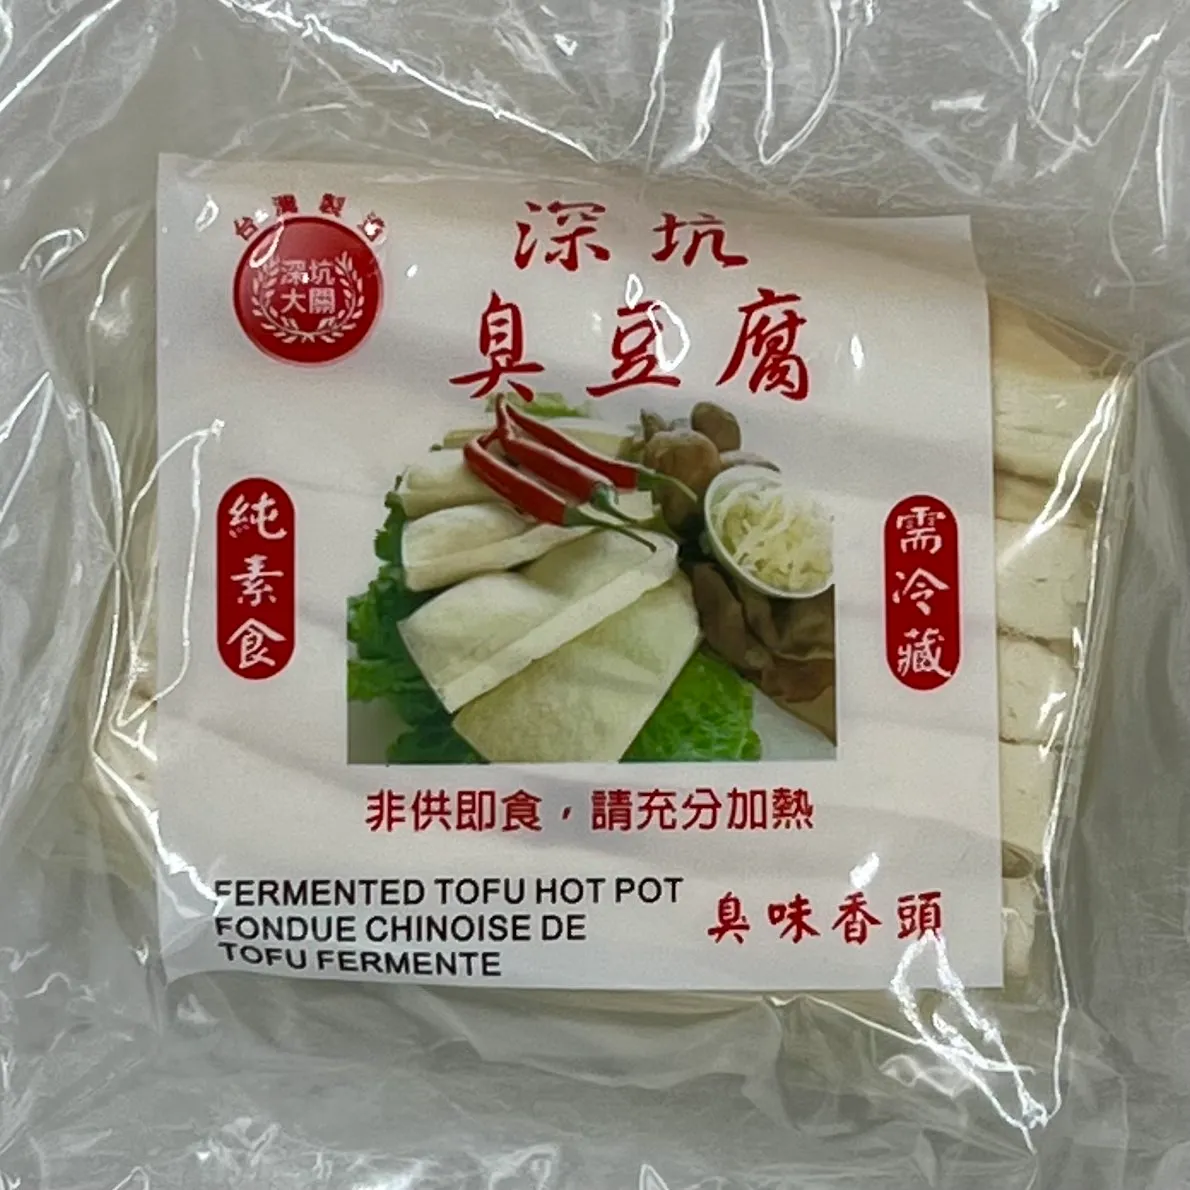 台灣製造
深坑
大關
深坑
臭豆腐
純素食
需冷藏
非供即食，請充分加熱
FERMENTED TOFU HOT POT
FONDUE CHINOISE DE
TOFU FERMENTE
臭味香頭